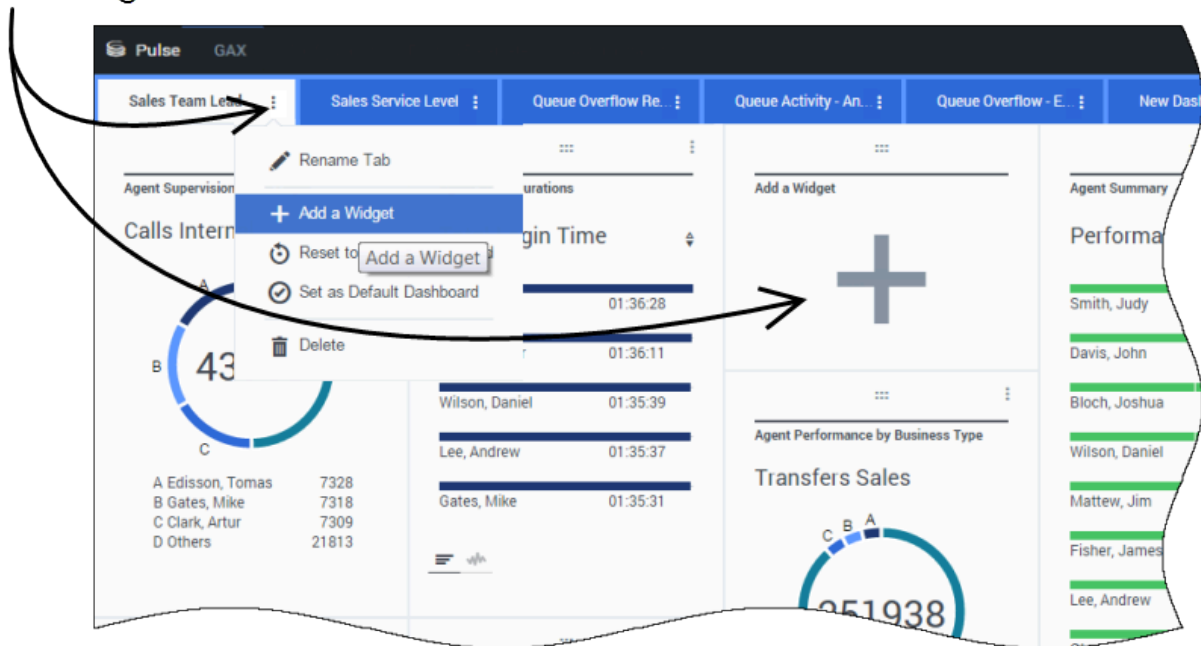 Pulse GAX
Sales Team Lead
Sales Service Level
Queue Overflow Re...
Queue Activity - An...
Queue Overflow - E...
New Das
Rename Tab
Add a Widget
Reset to
Add a Widget
Set as Default Dashboard
Delete
Agent Supervision
Calls Intern
A
B
43
C
A Edisson, Tomas 7328
B Gates, Mike 7318
C Clark, Artur 7309
D Others 21813
urations
gin Time
01:36:28
01:36:11
Wilson, Daniel 01:35:39
Lee, Andrew 01:35:37
Gates, Mike 01:35:31
Add a Widget
Agent Performance by Business Type
Transfers Sales
C B A
351938
Agent Summary
Performa
Smith, Judy
Davis, John
Bloch, Joshua
Wilson, Daniel
Mattew, Jim
Fisher, James
Lee, Andrew